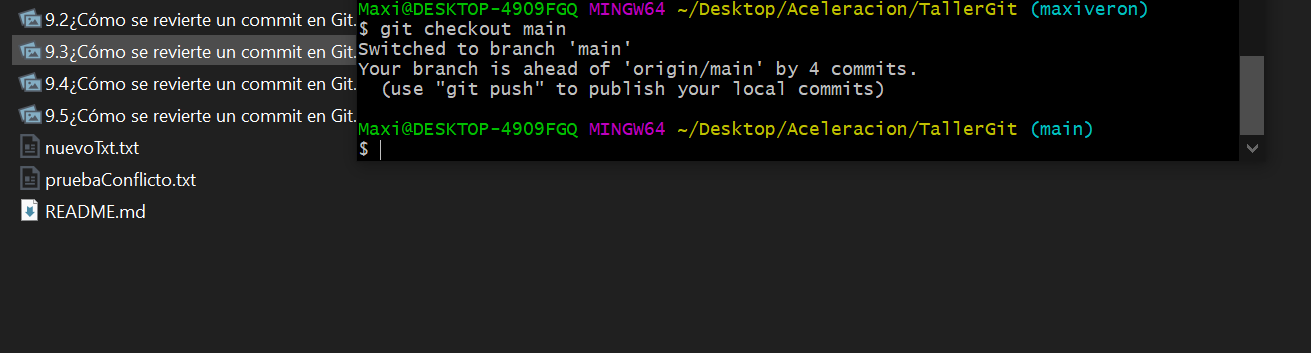 9.2¿Cómo se revierte un commit en Git.
9.3¿Cómo se revierte un commit en Git.
9.4¿Cómo se revierte un commit en Git.
9.5¿Cómo se revierte un commit en Git.
nuevoTxt.txt
pruebaConflicto.txt
README.md
Maxi@DESKTOP-4909FGQ MINGW64 ~/Desktop/Aceleracion/TallerGit (maxiveron)
$ git checkout main
Switched to branch 'main'
Your branch is ahead of 'origin/main' by 4 commits.
(use "git push" to publish your local commits)
Maxi@DESKTOP-4909FGQ MINGW64 ~/Desktop/Aceleracion/TallerGit (main)
$